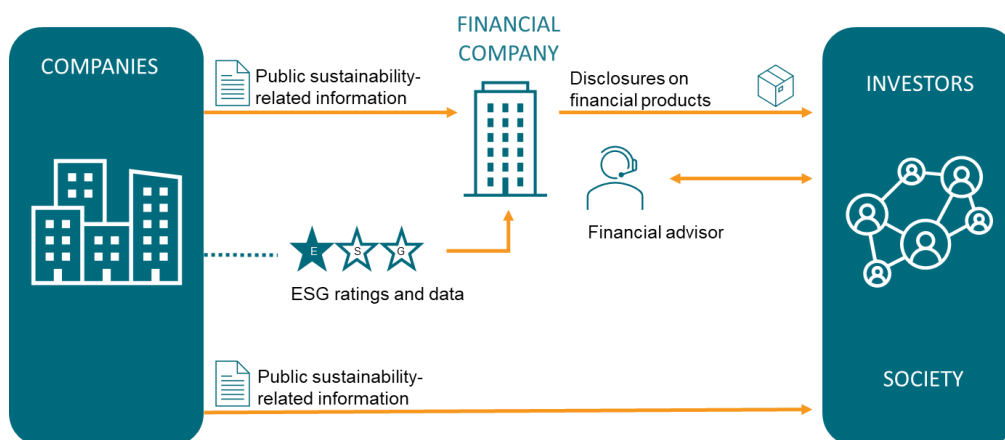 COMPANIES
Public sustainability-
related information
FINANCIAL
COMPANY
Disclosures on
financial products
INVESTORS
Financial advisor
E S G
ESG ratings and data
Public sustainability-
related information
SOCIETY